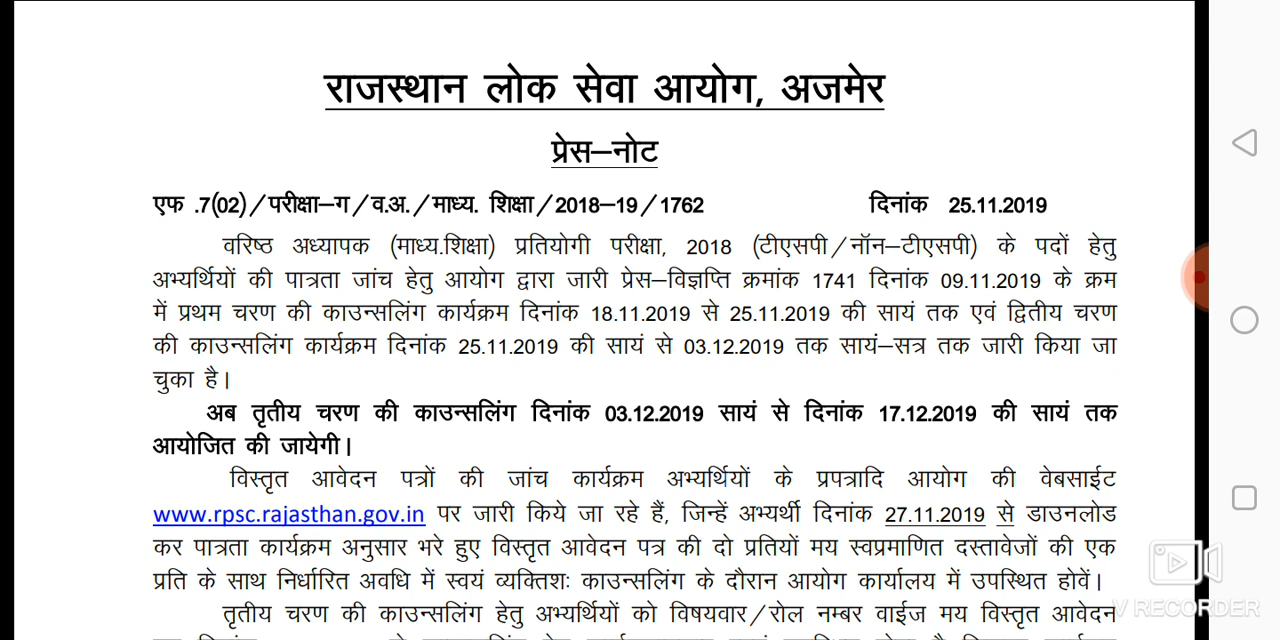 राजस्थान लोक सेवा आयोग, अजमेर
प्रेस–नोट
एफ .7(02)/परीक्षा–ग/व.अ./माध्य. शिक्षा/2018–19/1762 दिनांक 25.11.2019
वरिष्ठ अध्यापक (माध्य.शिक्षा) प्रतियोगी परीक्षा, 2018 (टीएसपी/नॉन–टीएसपी) के पदों हेतु
अभ्यर्थियों की पात्रता जांच हेतु आयोग द्वारा जारी प्रेस–विज्ञप्ति क्रमांक 1741 दिनांक 09.11.2019 के क्रम
में प्रथम चरण की काउन्सलिंग कार्यक्रम दिनांक 18.11.2019 से 25.11.2019 की सायं तक एवं द्वितीय चरण
की काउन्सलिंग कार्यक्रम दिनांक 25.11.2019 की सायं से 03.12.2019 तक सायं–सत्र तक जारी किया जा
चुका है।
अब तृतीय चरण की काउन्सलिंग दिनांक 03.12.2019 सायं से दिनांक 17.12.2019 की सायं तक
आयोजित की जायेगी।
विस्तृत आवेदन पत्रों की जांच कार्यक्रम अभ्यर्थियों के प्रपत्रादि आयोग की वेबसाईट
www.rpsc.rajasthan.gov.in पर जारी किये जा रहे हैं, जिन्हें अभ्यर्थी दिनांक 27.11.2019 से डाउनलोड
कर पात्रता कार्यक्रम अनुसार भरे हुए विस्तृत आवेदन पत्र की दो प्रतियों मय स्वप्रमाणित दस्तावेजों की एक
प्रति के साथ निर्धारित अवधि में स्वयं व्यक्तिशः काउन्सलिंग के दौरान आयोग कार्यालय में उपस्थित होवें।
तृतीय चरण की काउन्सलिंग हेतु अभ्यर्थियों को विषयवार/रोल नम्बर वाईज मय विस्तृत आवेदन
V RECORDER